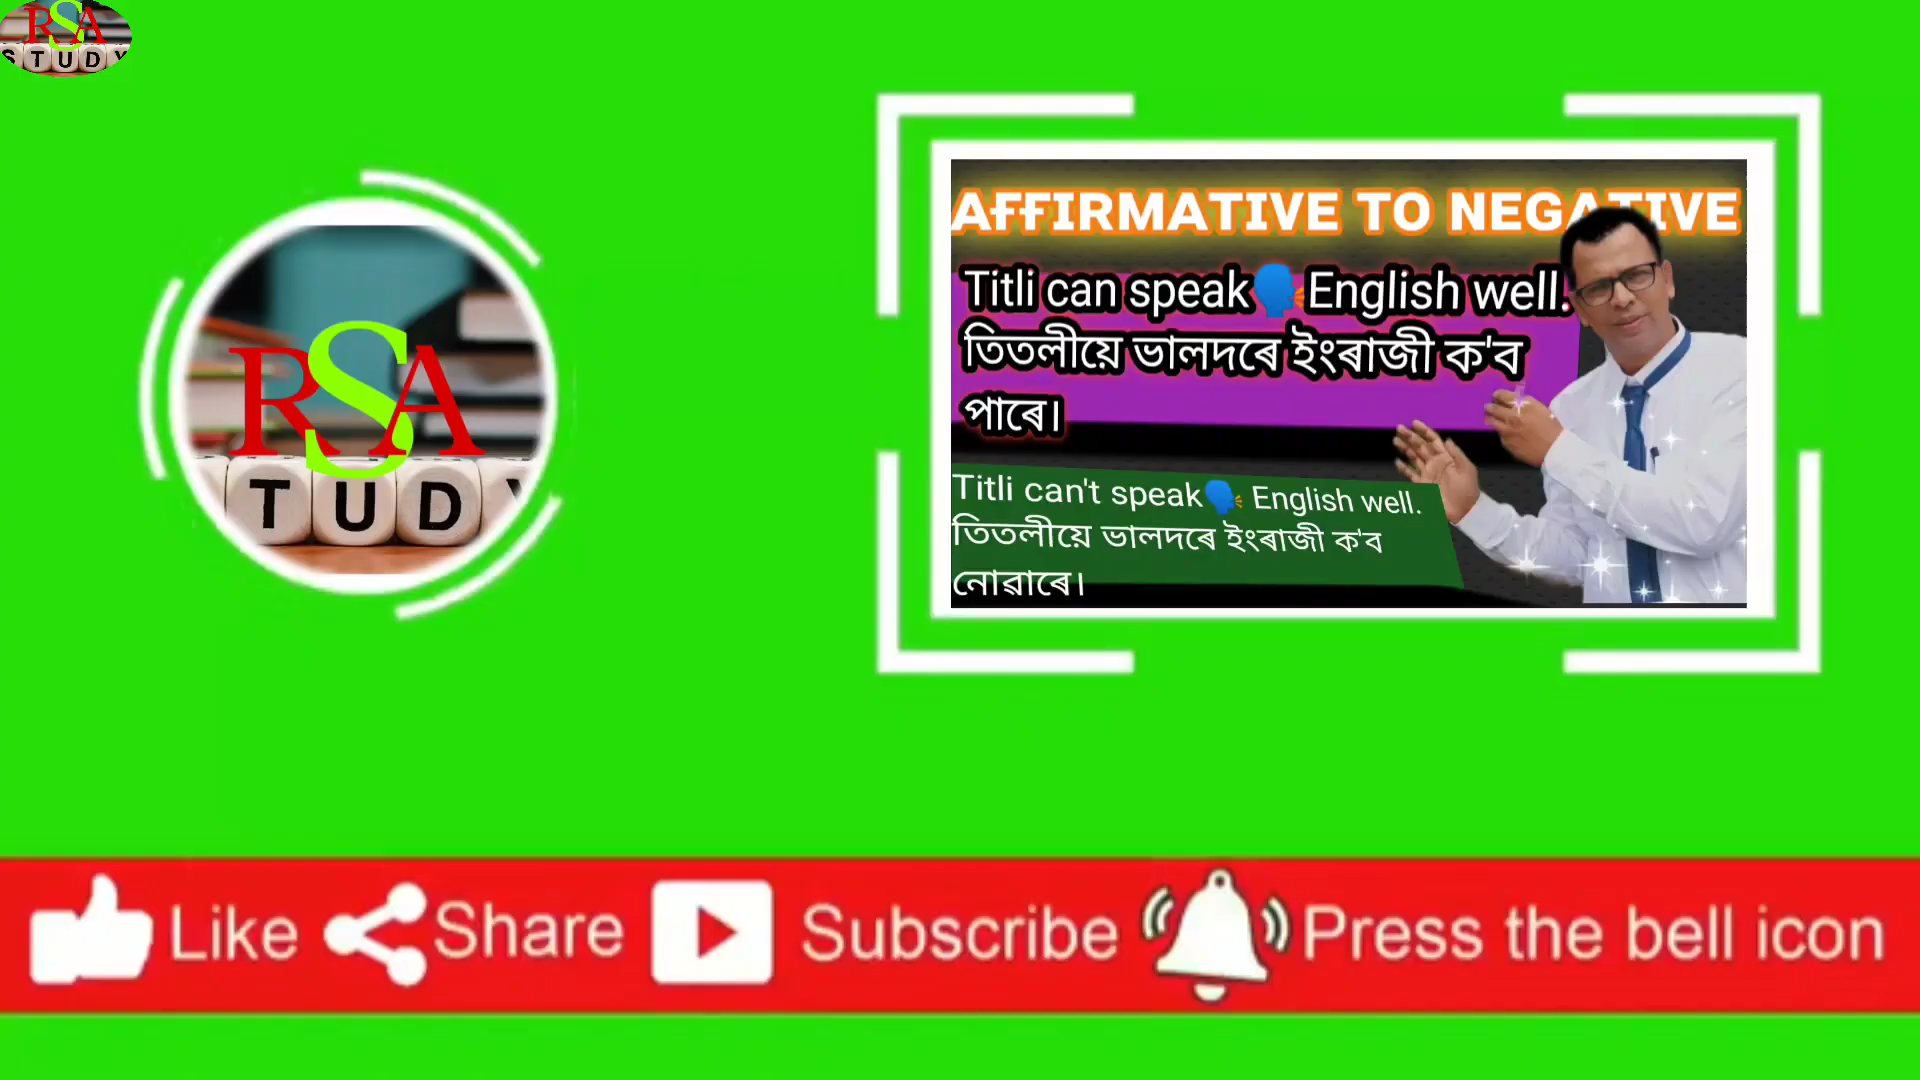 RSA
STUDY
AFFIRMATIVE TO NEGATIVE
Titli can speak🗣️English well.
তিতলীয়ে ভালদৰে ইংৰাজী ক'ব
পাৰে।
Titli can't speak🗣️ English well.
তিতলীয়ে ভালদৰে ইংৰাজী ক'ব
নোৱাৰে।
RSA
TUDY
Like Share Subscribe Press the bell icon